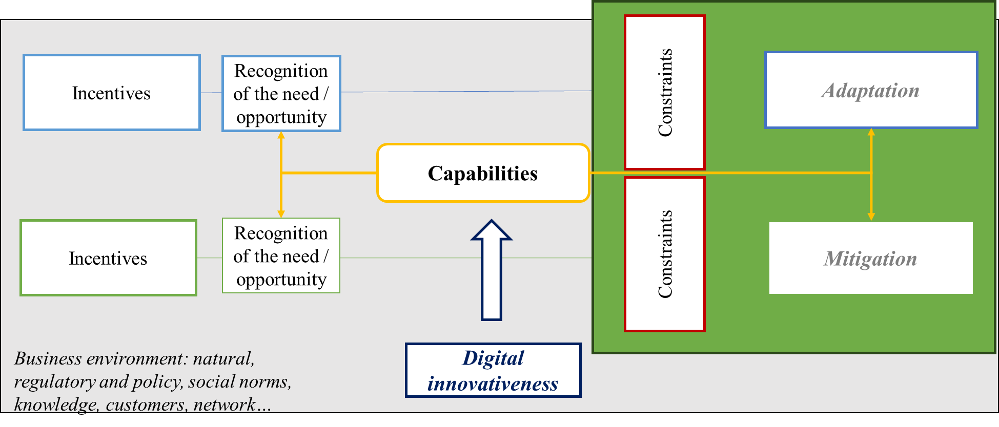 Incentives
Recognition
of the need /
opportunity
Constraints
Adaptation
Capabilities
Incentives
Recognition
of the need /
opportunity
Constraints
Mitigation
Digital
innovativeness
Business environment: natural,
regulatory and policy, social norms,
knowledge, customers, network…